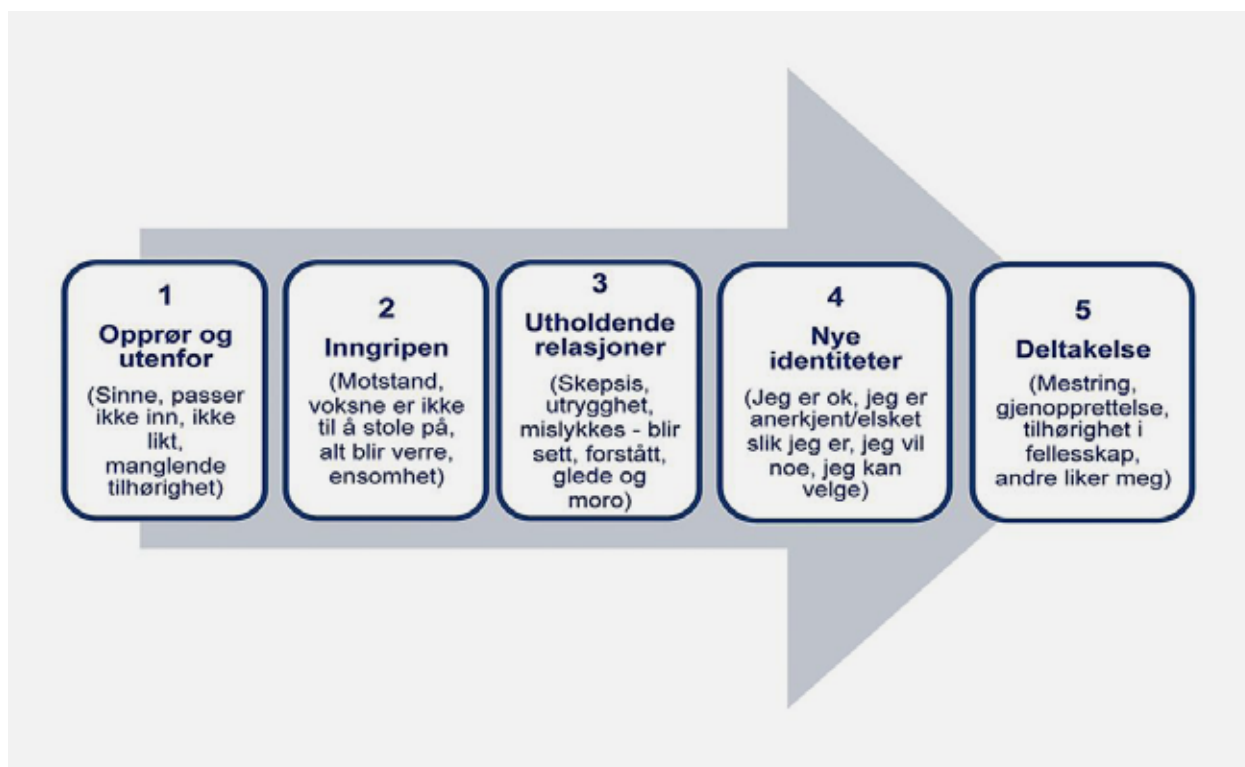 1
Opprør og
utenfor
(Sinne, passer
ikke inn, ikke
likt,
manglende
tilhørighet)
2
Inngripen
(Motstand,
voksne er ikke
til å stole på,
alt blir verre,
ensomhet)
3
Utholdende
relasjoner
(Skepsis,
utrygghet,
mislykkes - blir
sett, forstått,
glede og
moro)
4
Nye
identiteter
(Jeg er ok, jeg er
anerkjent/elsket
slik jeg er, jeg vil
noe, jeg kan
velge)
5
Deltakelse
(Mestring,
gjenopprettelse,
tilhørighet i
fellesskap,
andre liker meg)